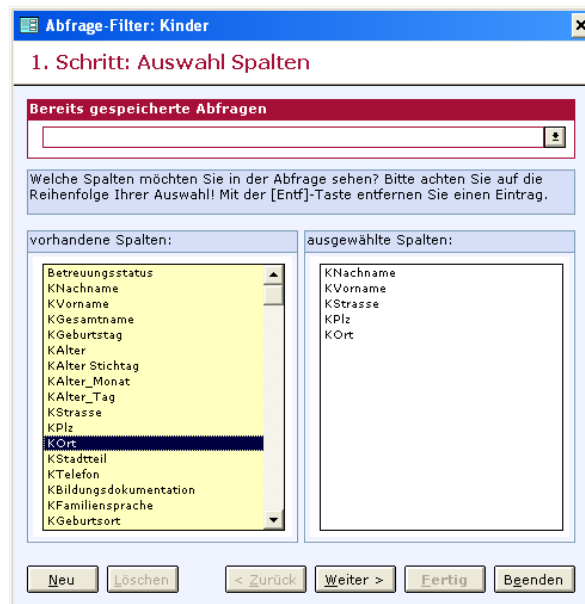 Abfrage-Filter: Kinder
1. Schritt: Auswahl Spalten
Bereits gespeicherte Abfragen
Welche Spalten möchten Sie in der Abfrage sehen? Bitte achten Sie auf die
Reihenfolge Ihrer Auswahl! Mit der [Entf]-Taste entfernen Sie einen Eintrag.
vorhandene Spalten:
Betreuungsstatus
KNachname
KVorname
KGesamtname
KGeburtstag
KAlter
KAlter Stichtag
KAlter_Monat
KAlter_Tag
KStrasse
KPlz
KOrt
KStadtteil
KTelefon
KBildungsdokumentation
KFamiliensprache
KGeburtsort
ausgewählte Spalten:
KNachname
KVorname
KStrasse
KPlz
KOrt
Neu
Löschen
< Zurück
Weiter >
Fertig
Beenden